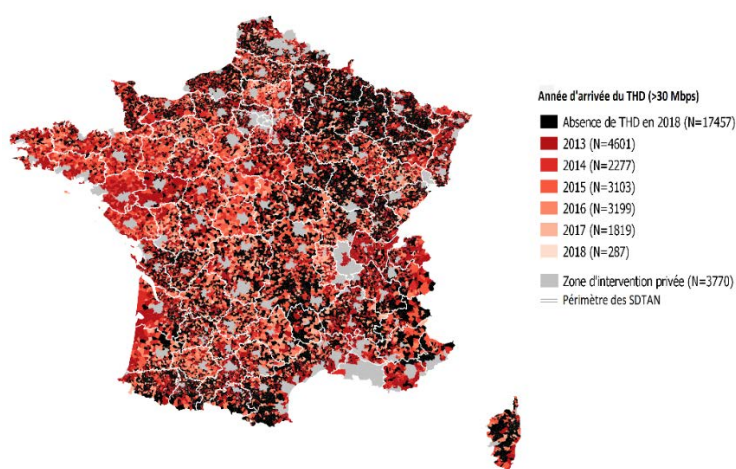 Année d'arrivée du THD (>30 Mbps)
Absence de THD en 2018 (N=17457)
2013 (N=4601)
2014 (N=2277)
2015 (N=3103)
2016 (N=3199)
2017 (N=1819)
2018 (N=287)
Zone d'intervention privée (N=3770)
Périmètre des SDTAN